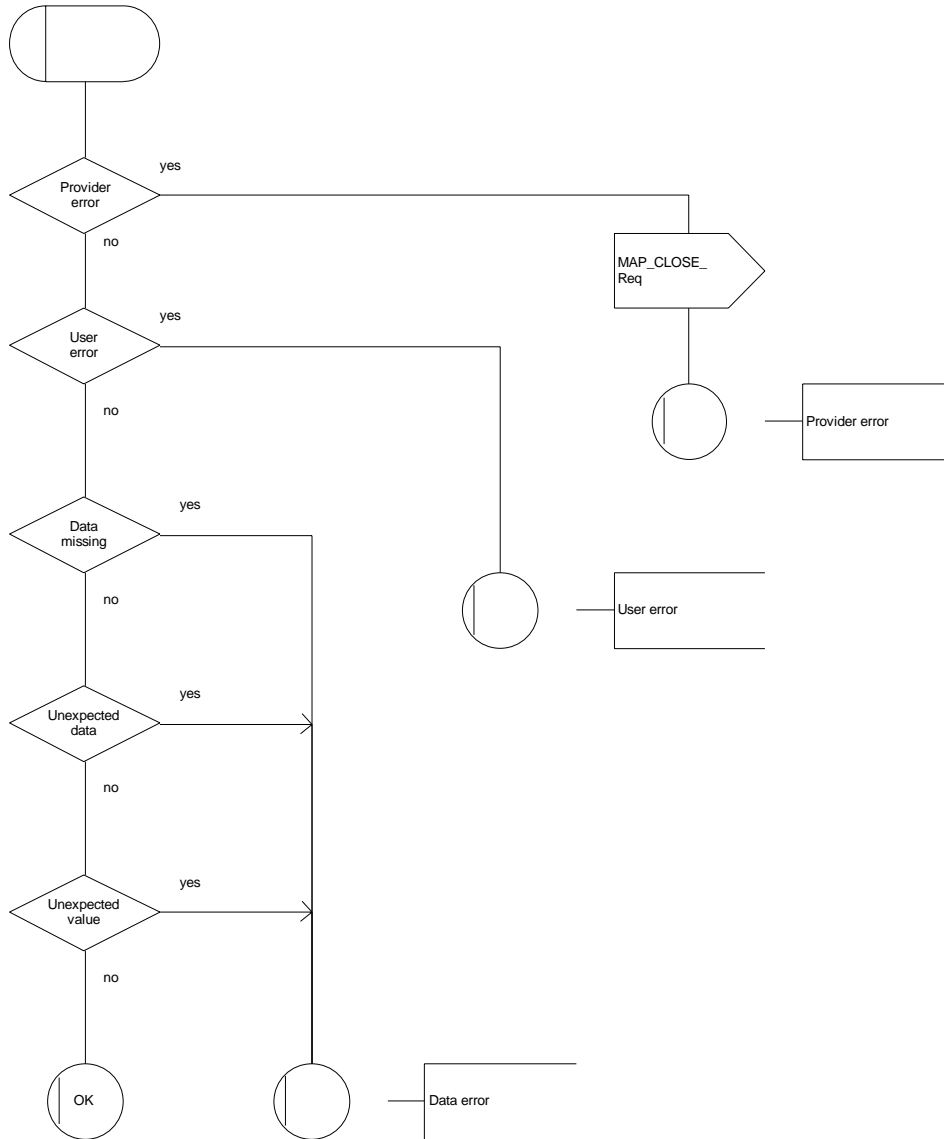 yes
Provider
error
no
MAP_CLOSE_
Req
yes
User
error
no
Provider error
yes
Data
missing
no
User error
yes
Unexpected
data
no
yes
Unexpected
value
no
OK
Data error